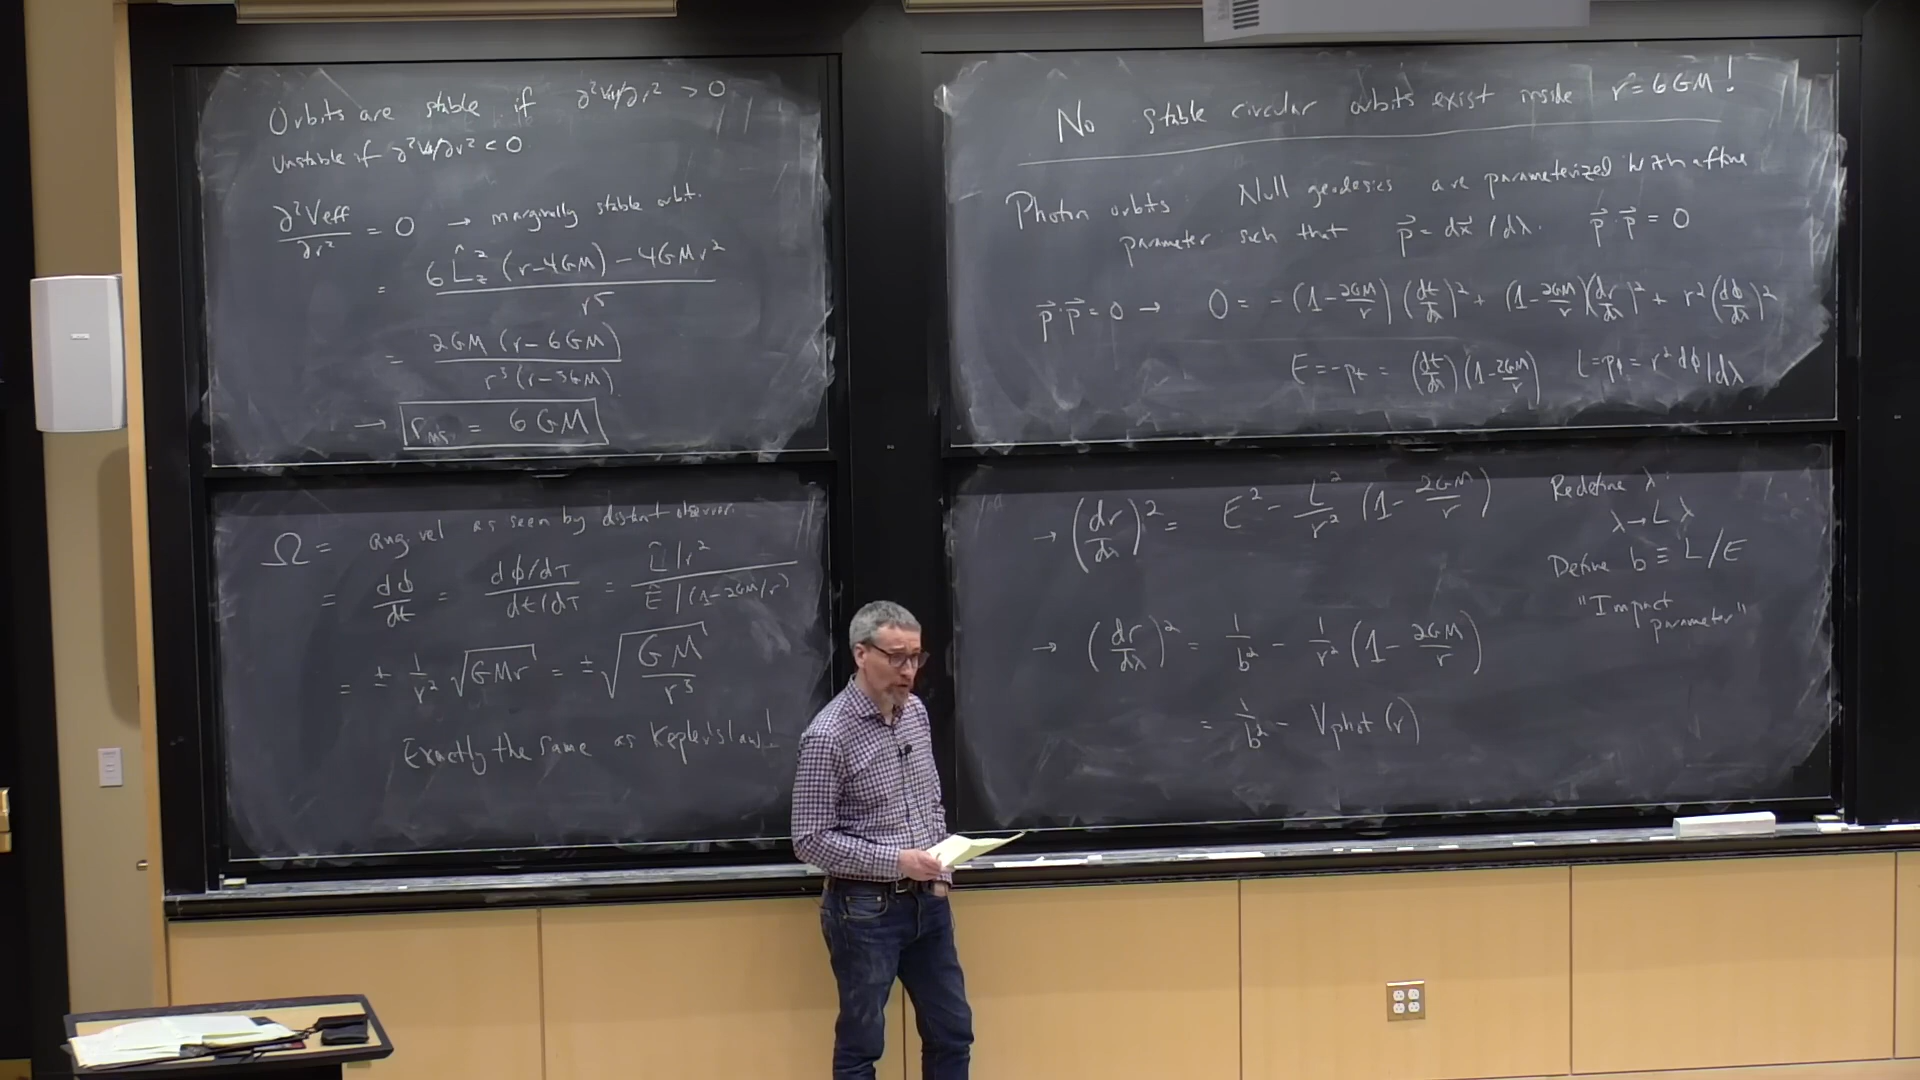 Orbits are stable if ∂²Veff/∂r² > 0
Unstable if ∂²Veff/∂r² < 0
∂²Veff/∂r² = 0 → marginally stable orbit.
= (6 L̂z² (r-4GM) - 4GMr²) / r⁵
= 2GM (r-6GM) / r³(r-3GM)
→ r_ms = 6GM
Ω = ang. vel as seen by distant observer.
= dϕ/dt = (dϕ/dτ)/(dt/dτ) = (L̂/r²)/(Ê/(1-2GM/r))
= ± 1/r² √GMr = ± √(GM/r³)
Exactly the same as Kepler's law!
No stable circular orbits exist inside r=6GM!
Photon orbits: Null geodesics are parameterized with affine
parameter such that p⃗ = dx⃗/dλ. p⃗·p⃗ = 0
p⃗·p⃗ = 0 → 0 = -(1-2GM/r)(dt/dλ)² + (1-2GM/r)(dr/dλ)² + r²(dϕ/dλ)²
E=-pt = (dt/dλ)(1-2GM/r) L=pϕ = r² dϕ/dλ
→ (dr/dλ)² = E² - L²/r² (1-2GM/r)
Redefine λ:
λ→Lλ
Define b ≡ L/E
"Impact
parameter"
→ (dr/dλ)² = 1/b² - 1/r² (1-2GM/r)
= 1/b² - Vphot(r)